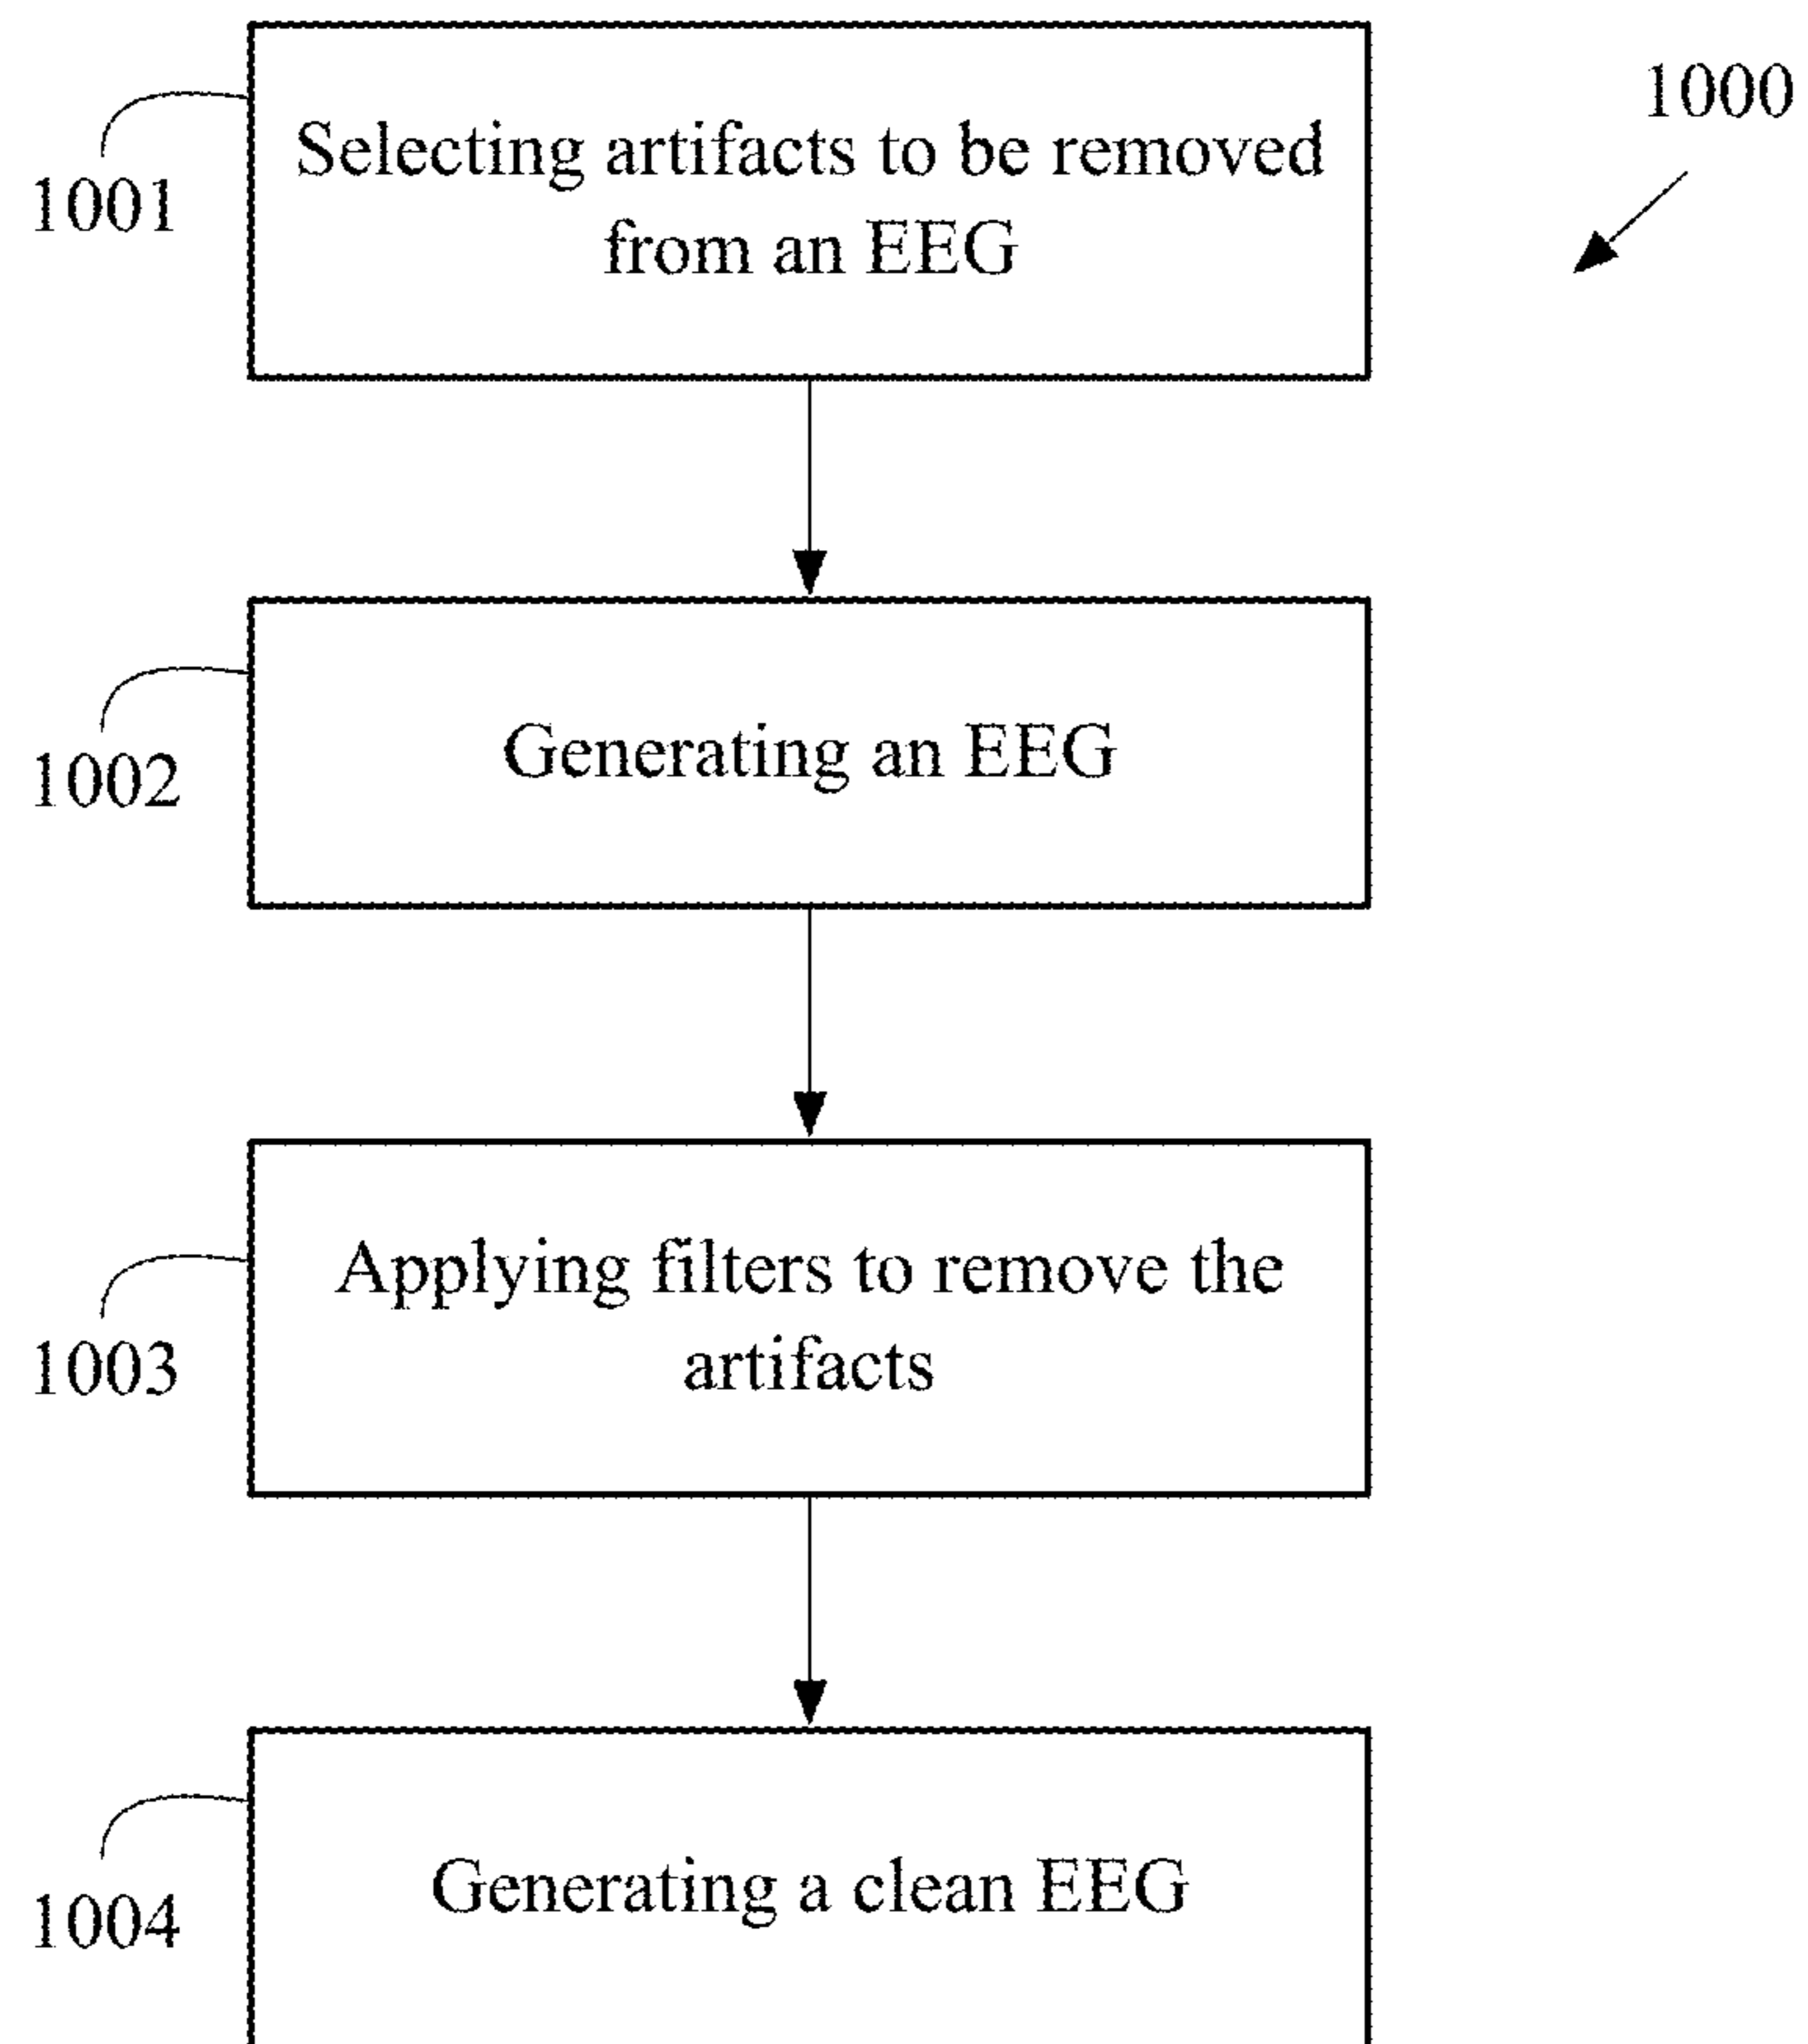 1000
Selecting artifacts to be removed
from an EEG
1001
Generating an EEG
1002
Applying filters to remove the
artifacts
1003
Generating a clean EEG
1004